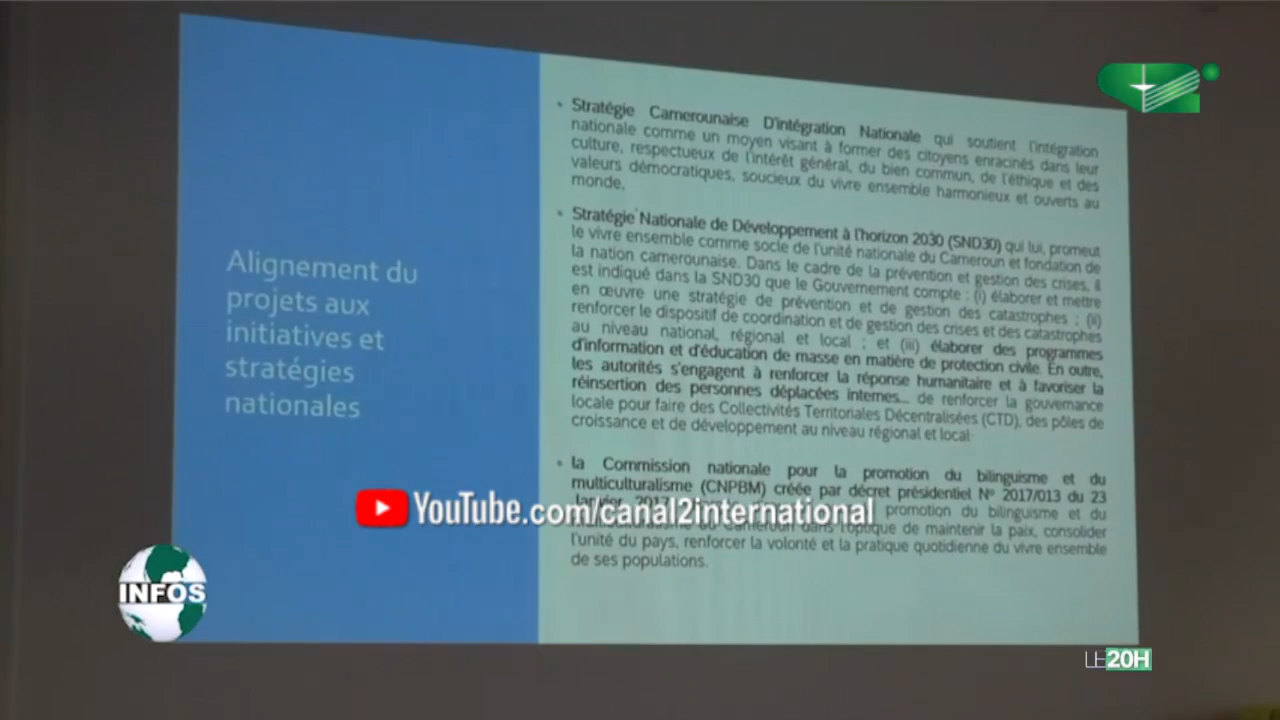 Alignement du
projets aux
initiatives et
stratégies
nationales
• Stratégie Camerounaise D'intégration Nationale qui soutient l'intégration
nationale comme un moyen visant à former des citoyens enracinés dans leur
culture, respectueux de l'intérêt général, du bien commun, de l'éthique et des
valeurs démocratiques, soucieux du vivre ensemble harmonieux et ouverts au
monde,
• Stratégie Nationale de Développement à l'horizon 2030 (SND30) qui lui, promeut
le vivre ensemble comme socle de l'unité nationale du Cameroun et fondation de
la nation camerounaise. Dans le cadre de la prévention et gestion des crises, il
est indiqué dans la SND30 que le Gouvernement compte : (i) élaborer et mettre
en œuvre une stratégie de prévention et de gestion des catastrophes ; (ii)
renforcer le dispositif de coordination et de gestion des crises et des catastrophes
au niveau national, régional et local ; et (iii) élaborer des programmes
d'information et d'éducation de masse en matière de protection civile. En outre,
les autorités s'engagent à renforcer la réponse humanitaire et à favoriser la
réinsertion des personnes déplacées internes... de renforcer la gouvernance
locale pour faire des Collectivités Territoriales Décentralisées (CTD), des pôles de
croissance et de développement au niveau régional et local
• la Commission nationale pour la promotion du bilinguisme et du
multiculturalisme (CNPBM) créée par décret présidentiel N° 2017/013 du 23
Janvier 2017 promotion du bilinguisme et du
multiculturalisme au Cameroun dans l'optique de maintenir la paix, consolider
l'unité du pays, renforcer la volonté et la pratique quotidienne du vivre ensemble
de ses populations.
YouTube.com/canal2international
INFOS
LE20H